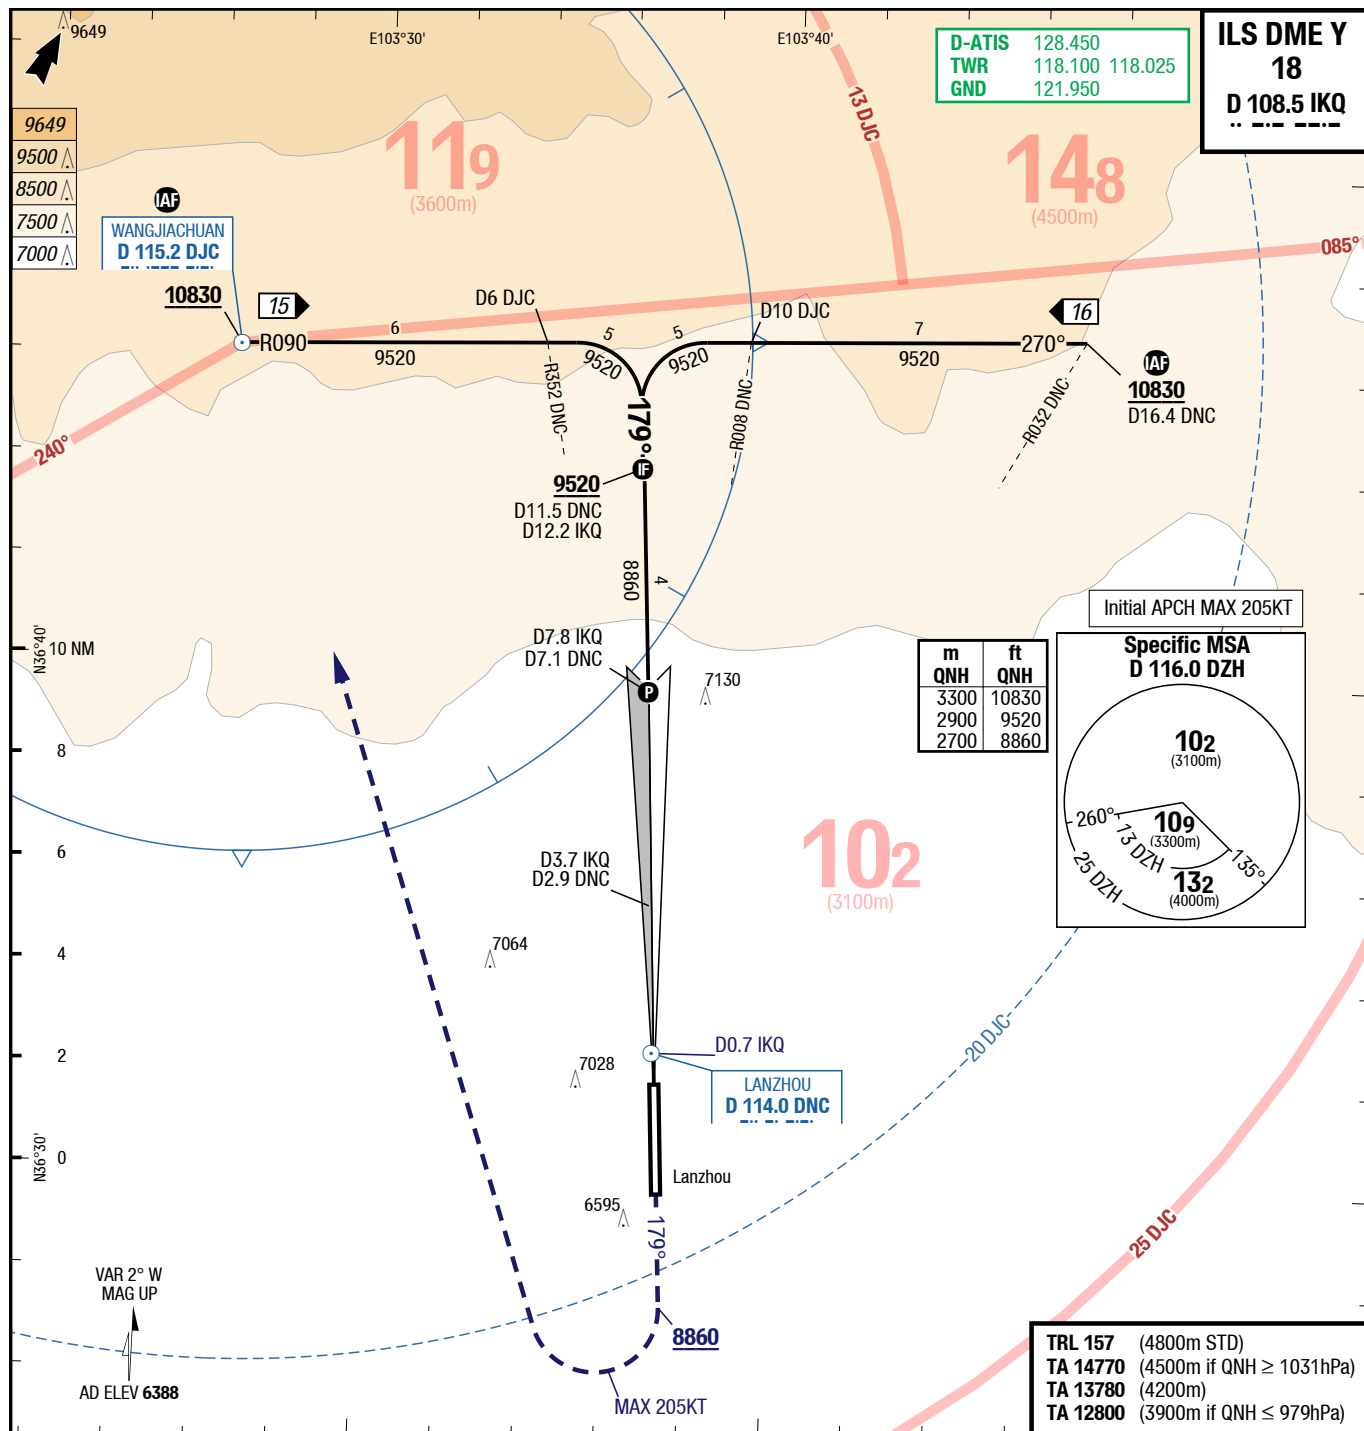 9649
E103°30'
E103°40'
D-ATIS 128.450
TWR 118.100 118.025
GND 121.950
ILS DME Y
18
D 108.5 IKQ
9649
9500
8500
7500
7000
119
(3600m)
13 DJC
148
(4500m)
IAF
WANGJIACHUAN
D 115.2 DJC
10830
15
R090
6
9520
D6 DJC
5
9520
5
9520
D10 DJC
7
9520
270°
16
085°
IAF
10830
D16.4 DNC
R352 DNC
R008 DNC
R032 DNC
240°
179°
IF
9520
D11.5 DNC
D12.2 IKQ
8860
4
Initial APCH MAX 205KT
N36°40'
10 NM
D7.8 IKQ
D7.1 DNC
P
7130
m ft
QNH QNH
3300 10830
2900 9520
2700 8860
Specific MSA
D 116.0 DZH
102
(3100m)
260°
109
(3300m)
13 DZH
135°
25 DZH
132
(4000m)
8
6
4
2
0
D3.7 IKQ
D2.9 DNC
102
(3100m)
7064
7028
D0.7 IKQ
LANZHOU
D 114.0 DNC
20 DJC
N36°30'
Lanzhou
6595
179°
25 DJC
VAR 2° W
MAG UP
AD ELEV 6388
8860
MAX 205KT
TRL 157 (4800m STD)
TA 14770 (4500m if QNH ≥ 1031hPa)
TA 13780 (4200m)
TA 12800 (3900m if QNH ≤ 979hPa)